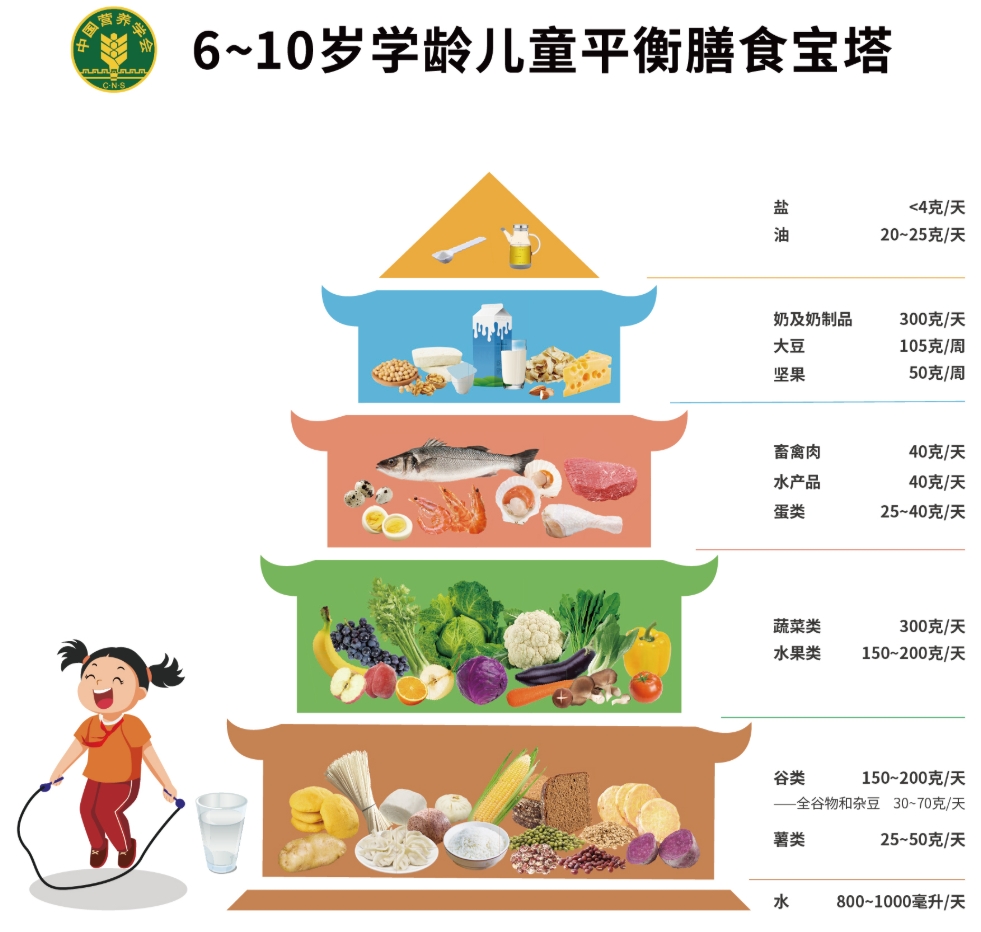 中国营养学会
C·N·S
6~10岁学龄儿童平衡膳食宝塔
盐 <4克/天
油 20~25克/天
奶及奶制品 300克/天
大豆 105克/周
坚果 50克/周
畜禽肉 40克/天
水产品 40克/天
蛋类 25~40克/天
蔬菜类 300克/天
水果类 150~200克/天
谷类 150~200克/天
——全谷物和杂豆 30~70克/天
薯类 25~50克/天
水 800~1000毫升/天